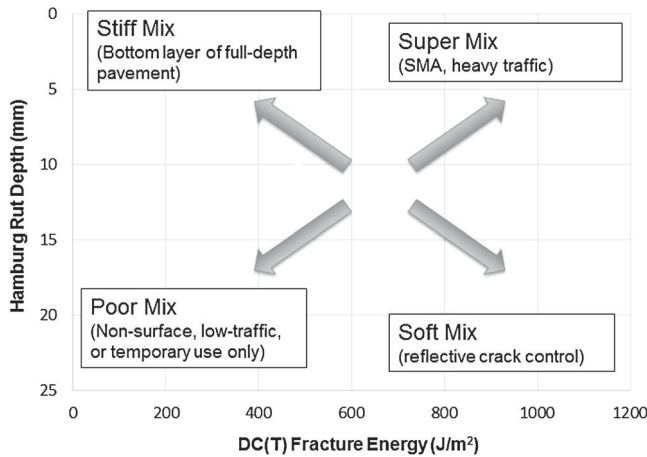 Hamburg Rut Depth (mm)
0
5
10
15
20
25
Stiff Mix
(Bottom layer of full-depth
pavement)
Super Mix
(SMA, heavy traffic)
Poor Mix
(Non-surface, low-traffic,
or temporary use only)
Soft Mix
(reflective crack control)
0 200 400 600 800 1000 1200
DC(T) Fracture Energy (J/m²)